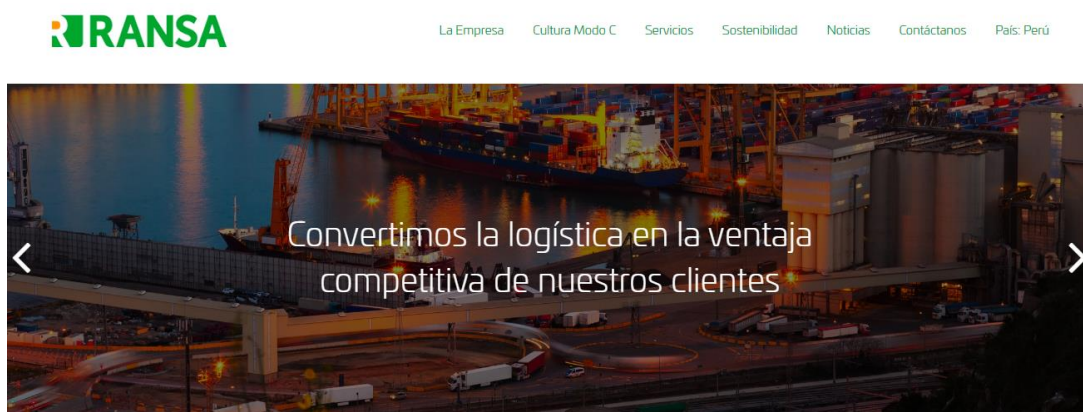 RANSA
La Empresa
Cultura Modo C
Servicios
Sostenibilidad
Noticias
Contáctanos
País: Perú
Convertimos la logística en la ventaja
competitiva de nuestros clientes